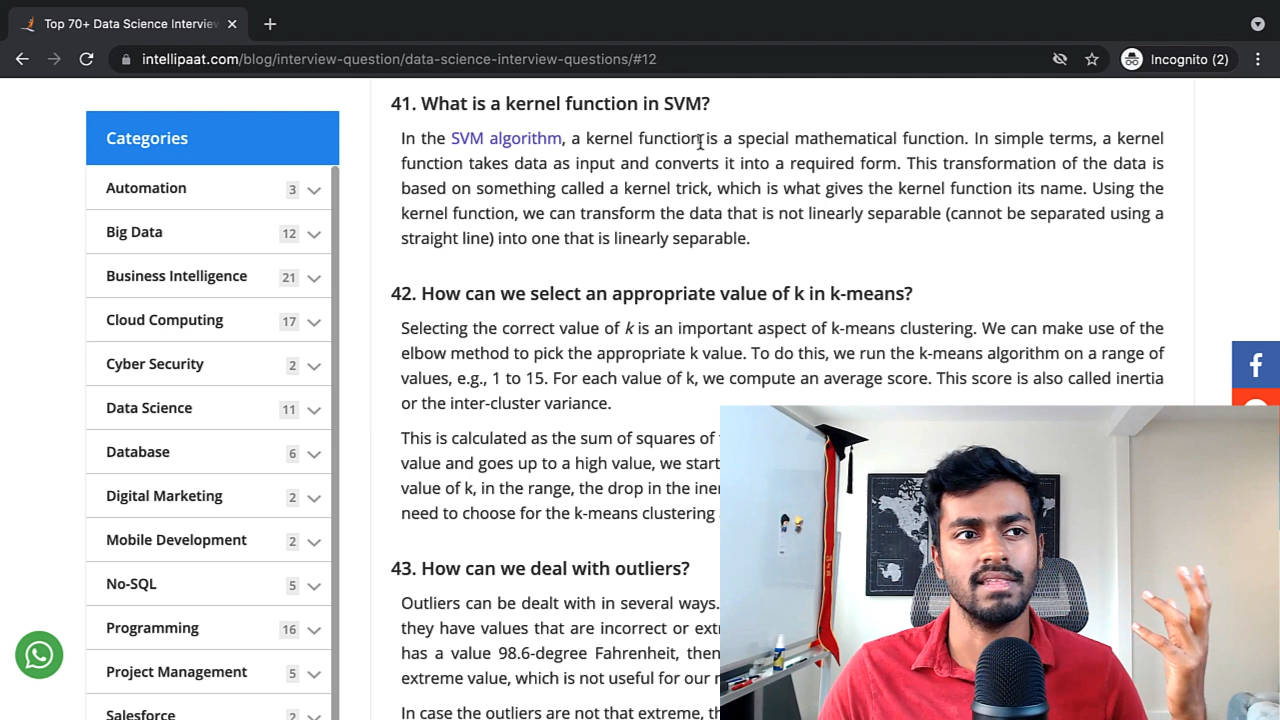 Top 70+ Data Science Interview
intellipaat.com/blog/interview-question/data-science-interview-questions/#12
Incognito (2)
Categories
Automation 3
Big Data 12
Business Intelligence 21
Cloud Computing 17
Cyber Security 2
Data Science 11
Database 6
Digital Marketing 2
Mobile Development 2
No-SQL 5
Programming 16
Project Management 5
Salesforce 2
41. What is a kernel function in SVM?
In the SVM algorithm, a kernel function is a special mathematical function. In simple terms, a kernel
function takes data as input and converts it into a required form. This transformation of the data is
based on something called a kernel trick, which is what gives the kernel function its name. Using the
kernel function, we can transform the data that is not linearly separable (cannot be separated using a
straight line) into one that is linearly separable.
42. How can we select an appropriate value of k in k-means?
Selecting the correct value of k is an important aspect of k-means clustering. We can make use of the
elbow method to pick the appropriate k value. To do this, we run the k-means algorithm on a range of
values, e.g., 1 to 15. For each value of k, we compute an average score. This score is also called inertia
or the inter-cluster variance.
This is calculated as the sum of squares of
value and goes up to a high value, we start
value of k, in the range, the drop in the
need to choose for the k-means clustering
43. How can we deal with outliers?
Outliers can be dealt with in several ways.
they have values that are incorrect or
has a value 98.6-degree Fahrenheit, then
extreme value, which is not useful for our
In case the outliers are not that extreme,